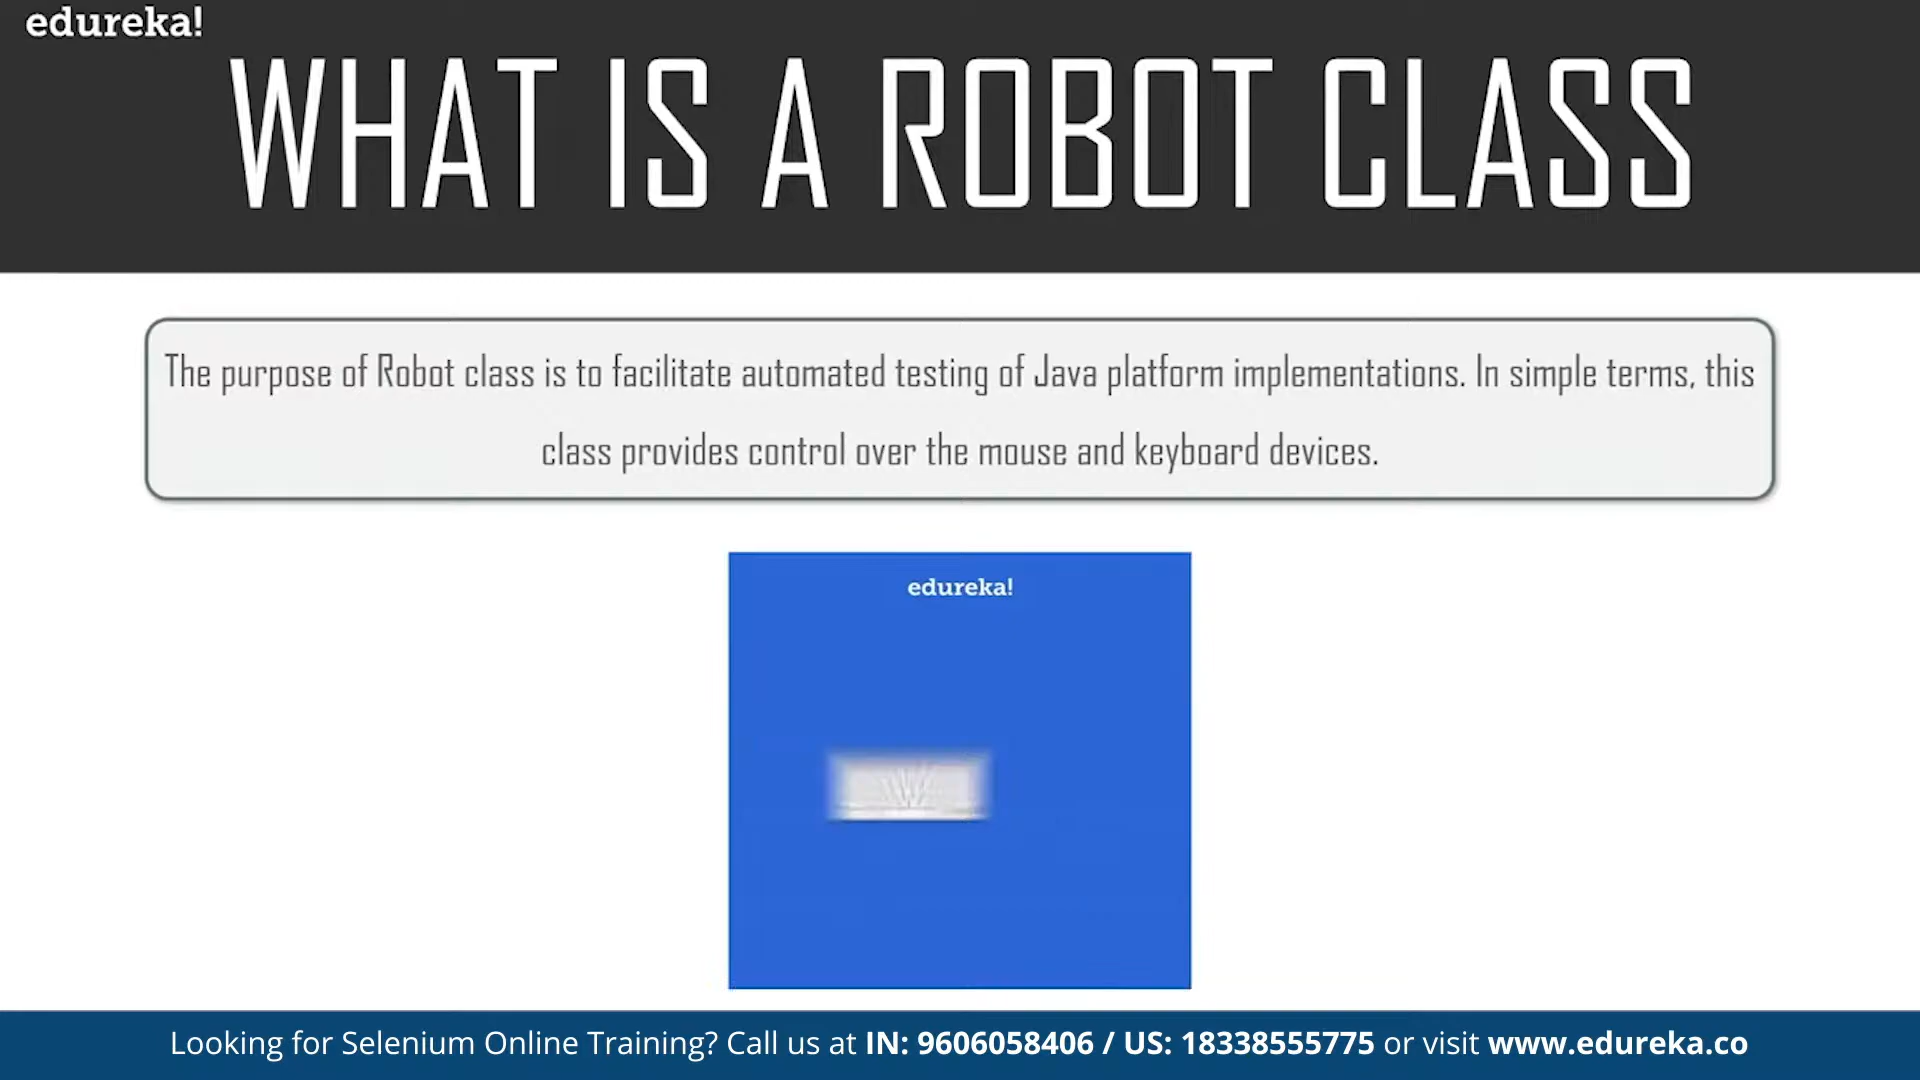 edureka!
WHAT IS A ROBOT CLASS
The purpose of Robot class is to facilitate automated testing of Java platform implementations. In simple terms, this
class provides control over the mouse and keyboard devices.
edureka!
Looking for Selenium Online Training? Call us at IN: 9606058406 / US: 18338555775 or visit www.edureka.co